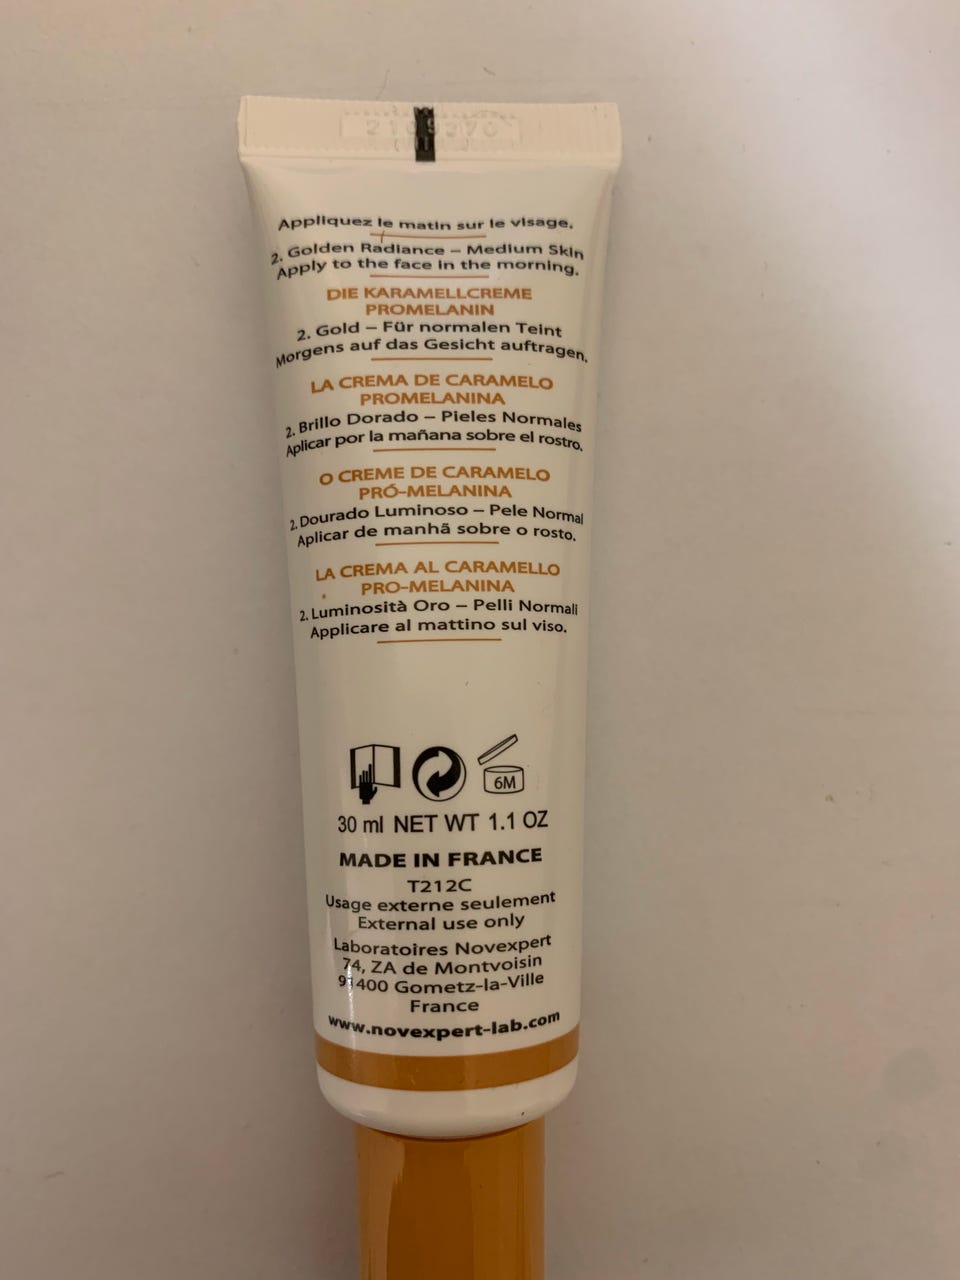 Appliquez le matin sur le visage.
2. Golden Radiance – Medium Skin
Apply to the face in the morning.
DIE KARAMELLCREME
PROMELANIN
2. Gold – Für normalen Teint
Morgens auf das Gesicht auftragen.
LA CREMA DE CARAMELO
PROMELANINA
2. Brillo Dorado – Pieles Normales
Aplicar por la mañana sobre el rostro.
O CREME DE CARAMELO
PRÓ-MELANINA
2. Dourado Luminoso – Pele Normal
Aplicar de manhã sobre o rosto.
LA CREMA AL CARAMELLO
PRO-MELANINA
2. Luminosità Oro – Pelli Normali
Applicare al mattino sul viso.
6M
30 ml NET WT 1.1 OZ
MADE IN FRANCE
T212C
Usage externe seulement
External use only
Laboratoires Novexpert
74, ZA de Montvoisin
91400 Gometz-la-Ville
France
www.novexpert-lab.com